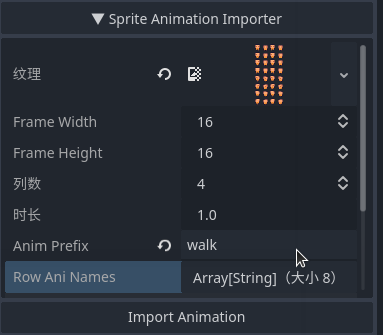 ▼ Sprite Animation Importer
纹理
Frame Width 16
Frame Height 16
列数 4
时长 1.0
Anim Prefix walk
Row Ani Names Array[String]（大小 8）
Import Animation